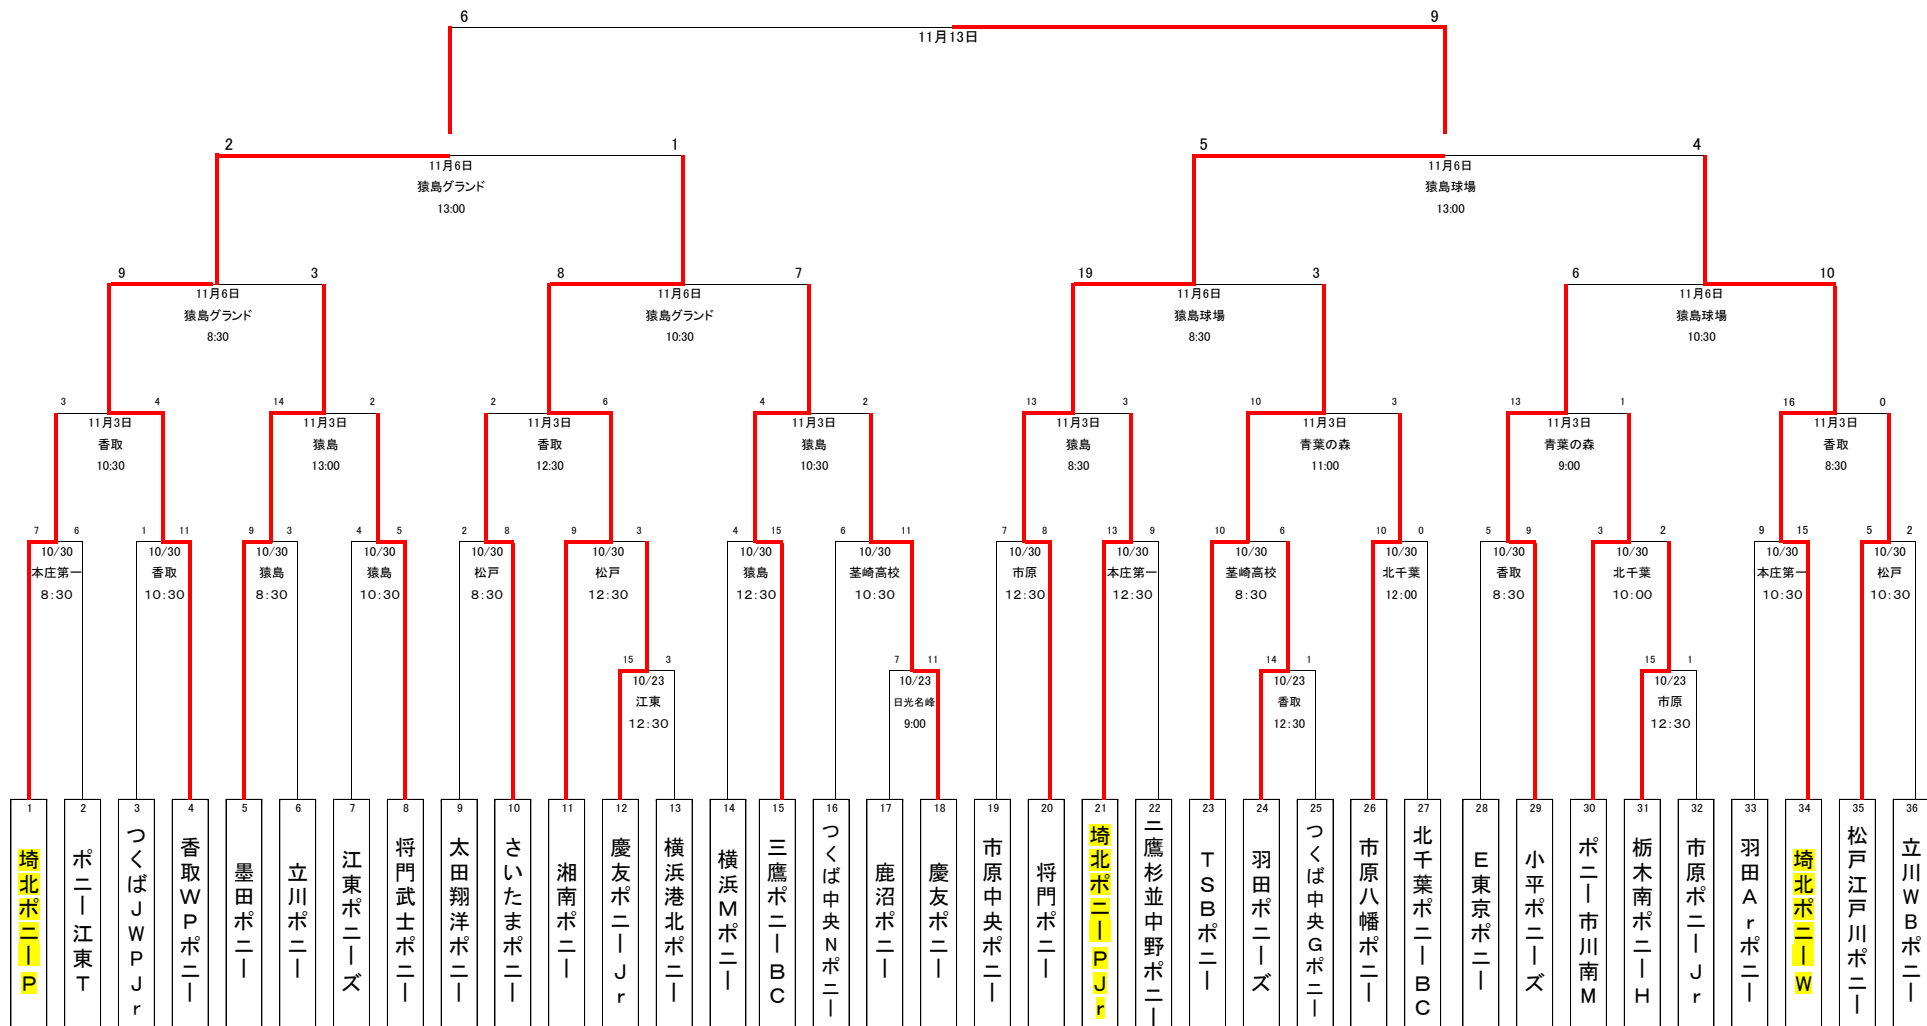 6 9
11月13日
2 1 5 4
11月6日 11月6日
猿島グランド 猿島球場
13:00 13:00
9 3 8 7 19 3 6 10
11月6日 11月6日 11月6日 11月6日
猿島グランド 猿島グランド 猿島球場 猿島球場
8:30 10:30 8:30 10:30
3 4 14 2 2 6 4 2 13 3 10 3 13 1 16 0
11月3日 11月3日 11月3日 11月3日 11月3日 11月3日 11月3日 11月3日
香取 猿島 香取 猿島 猿島 青葉の森 青葉の森 香取
10:30 13:00 12:30 10:30 8:30 11:00 9:00 8:30
7 6 1 11 9 3 4 5 2 8 9 3 4 15 6 11 7 8 13 9 10 6 10 0 5 9 3 2 9 15 5 2
10/30 10/30 10/30 10/30 10/30 10/30 10/30 10/30 10/30 10/30 10/30 10/30 10/30 10/30 10/30 10/30
本庄第一 香取 猿島 猿島 松戸 松戸 猿島 茎崎高校 市原 本庄第一 茎崎高校 北千葉 香取 北千葉 本庄第一 松戸
8:30 10:30 8:30 10:30 8:30 12:30 12:30 10:30 12:30 12:30 8:30 12:00 8:30 10:00 10:30 10:30
15 3 7 11 14 1 15 1
10/23 10/23 10/23 10/23
江東 日光名峰 香取 市原
12:30 9:00 12:30 12:30
1 埼北ポニーP
2 ポニー江東T
3 つくばJWPJr
4 香取WPポニー
5 墨田ポニー
6 立川ポニー
7 江東ポニーズ
8 将門武士ポニー
9 太田翔洋ポニー
10 さいたまポニー
11 湘南ポニー
12 慶友ポニーJr
13 横浜港北ポニー
14 横浜Mポニー
15 三鷹ポニーBC
16 つくば中央Nポニー
17 鹿沼ポニー
18 慶友ポニー
19 市原中央ポニー
20 将門ポニー
21 埼北ポニーPJr
22 三鷹杉並中野ポニー
23 TSBポニー
24 羽田ポニーズ
25 つくば中央Gポニー
26 市原八幡ポニー
27 北千葉ポニーBC
28 E東京ポニー
29 小平ポニーズ
30 ポニー市川南M
31 栃木南ポニーH
32 市原ポニーJr
33 羽田Arポニー
34 埼北ポニーW
35 松戸江戸川ポニー
36 立川WBポニー